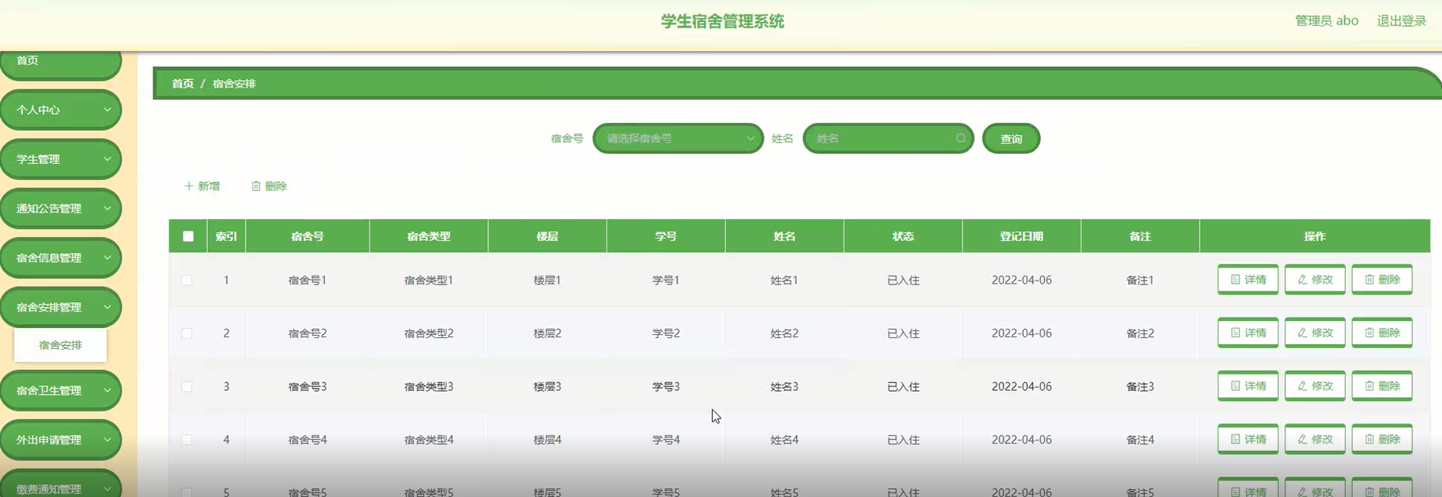 学生宿舍管理系统
管理员 abo 退出登录
首页
个人中心
学生管理
通知公告管理
宿舍信息管理
宿舍安排管理
宿舍安排
宿舍卫生管理
外出申请管理
缴费通知管理
首页 / 宿舍安排
宿舍号 请选择宿舍号 姓名 姓名 查询
新增 删除
索引 宿舍号 宿舍类型 楼层 学号 姓名 状态 登记日期 备注 操作
1 宿舍号1 宿舍类型1 楼层1 学号1 姓名1 已入住 2022-04-06 备注1 详情 修改 删除
2 宿舍号2 宿舍类型2 楼层2 学号2 姓名2 已入住 2022-04-06 备注2 详情 修改 删除
3 宿舍号3 宿舍类型3 楼层3 学号3 姓名3 已入住 2022-04-06 备注3 详情 修改 删除
4 宿舍号4 宿舍类型4 楼层4 学号4 姓名4 已入住 2022-04-06 备注4 详情 修改 删除
5 宿舍号5 宿舍类型5 楼层5 学号5 姓名5 已入住 2022-04-06 备注5 详情 修改 删除